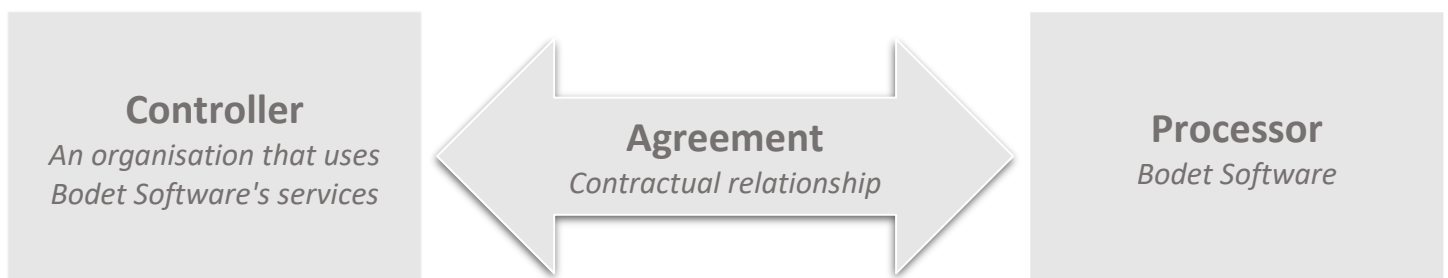 Controller
An organisation that uses
Bodet Software's services
Agreement
Contractual relationship
Processor
Bodet Software